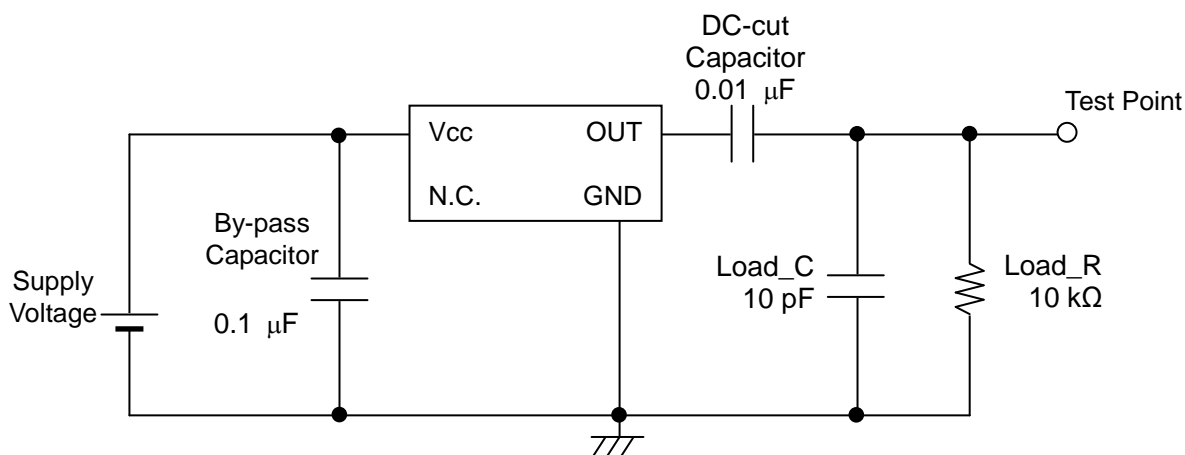 DC-cut
Capacitor
0.01 μF
Test Point
Vcc OUT
N.C. GND
By-pass
Capacitor
0.1 μF
Supply
Voltage
Load_C
10 pF
Load_R
10 kΩ